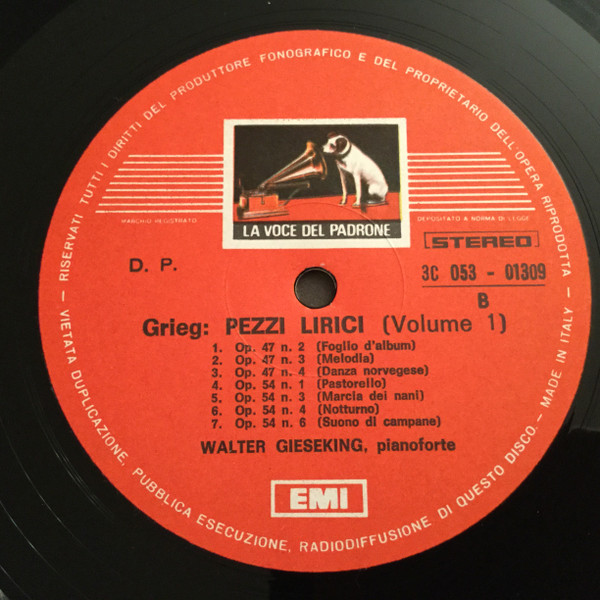 RISERVATI TUTTI I DIRITTI DEL PRODUTTORE FONOGRAFICO E DEL PROPRIETARIO DELL'OPERA RIPRODOTTA
LA VOCE DEL PADRONE
MARCHIO REGISTRATO
DEPOSITATO A NORMA DI LEGGE
STEREO
D. P.
3C 053 - 01309
B
Grieg: PEZZI LIRICI (Volume 1)
1. Op. 47 n. 2 (Foglio d'album)
2. Op. 47 n. 3 (Melodia)
3. Op. 47 n. 4 (Danza norvegese)
4. Op. 54 n. 1 (Pastorello)
5. Op. 54 n. 3 (Marcia dei nani)
6. Op. 54 n. 4 (Notturno)
7. Op. 54 n. 6 (Suono di campane)
WALTER GIESEKING, pianoforte
EMI
— VIETATA DUPLICAZIONE, PUBBLICA ESECUZIONE, RADIODIFFUSIONE DI QUESTO DISCO. – MADE IN ITALY –